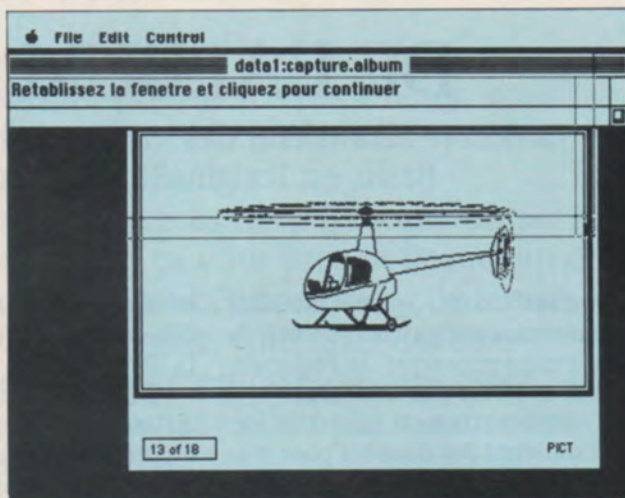 File Edit Control
data1:capture.album
Retablissez la fenetre et cliquez pour continuer
13 of 18
PICT